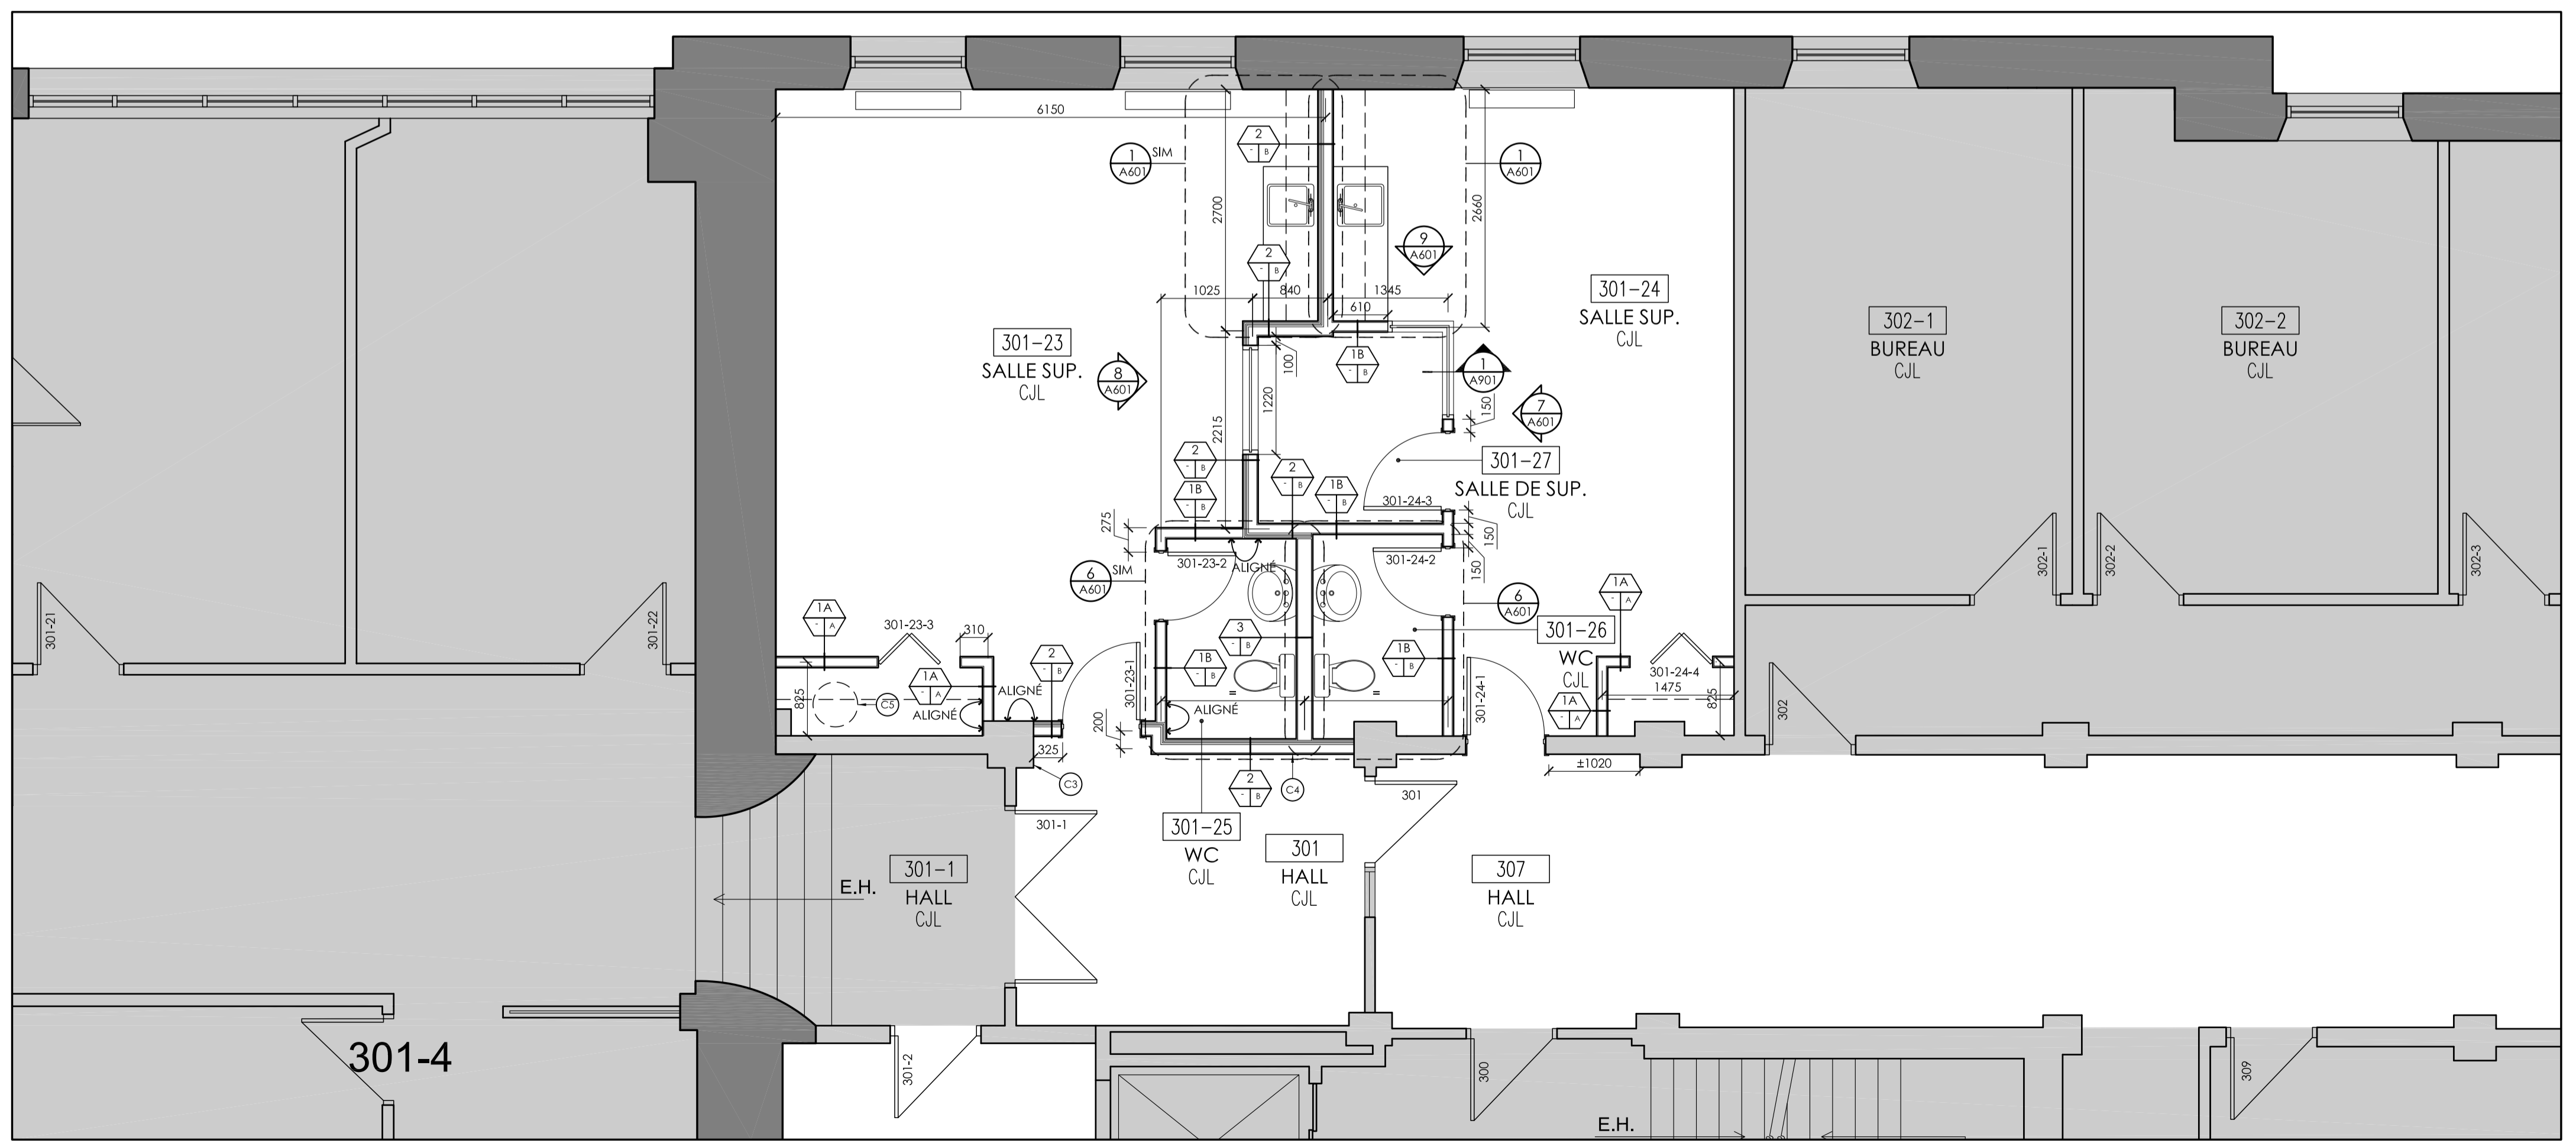 6150
2
- B
1
A601
SIM
1
A601
2700
2660
9
A601
2
- B
1025
840
1345
610
301-24
SALLE SUP.
CJL
301-23
SALLE SUP.
CJL
302-1
BUREAU
CJL
302-2
BUREAU
CJL
100
1B
- B
1
A901
8
A601
1220
2215
150
7
A601
2
- B
1B
- B
2
- B
1B
- B
301-27
SALLE DE SUP.
CJL
301-24-3
275
150
150
301-23-2
ALIGNÉ
301-24-2
6
A601
SIM
6
A601
302-1
302-2
302-3
301-21
301-22
1A
- A
301-23-3
310
2
- B
3
- B
1B
- B
1B
- B
301-26
WC
CJL
1A
- A
301-24-4
1475
825
825
1A
- A
C5
ALIGNÉ
ALIGNÉ
301-23-1
=
=
ALIGNÉ
301-24-1
1A
- A
302
200
325
C3
2
- B
C4
±1020
301-1
301
301-25
WC
CJL
301
HALL
CJL
307
HALL
CJL
301-1
HALL
CJL
E.H.
301-4
301-2
300
309
E.H.